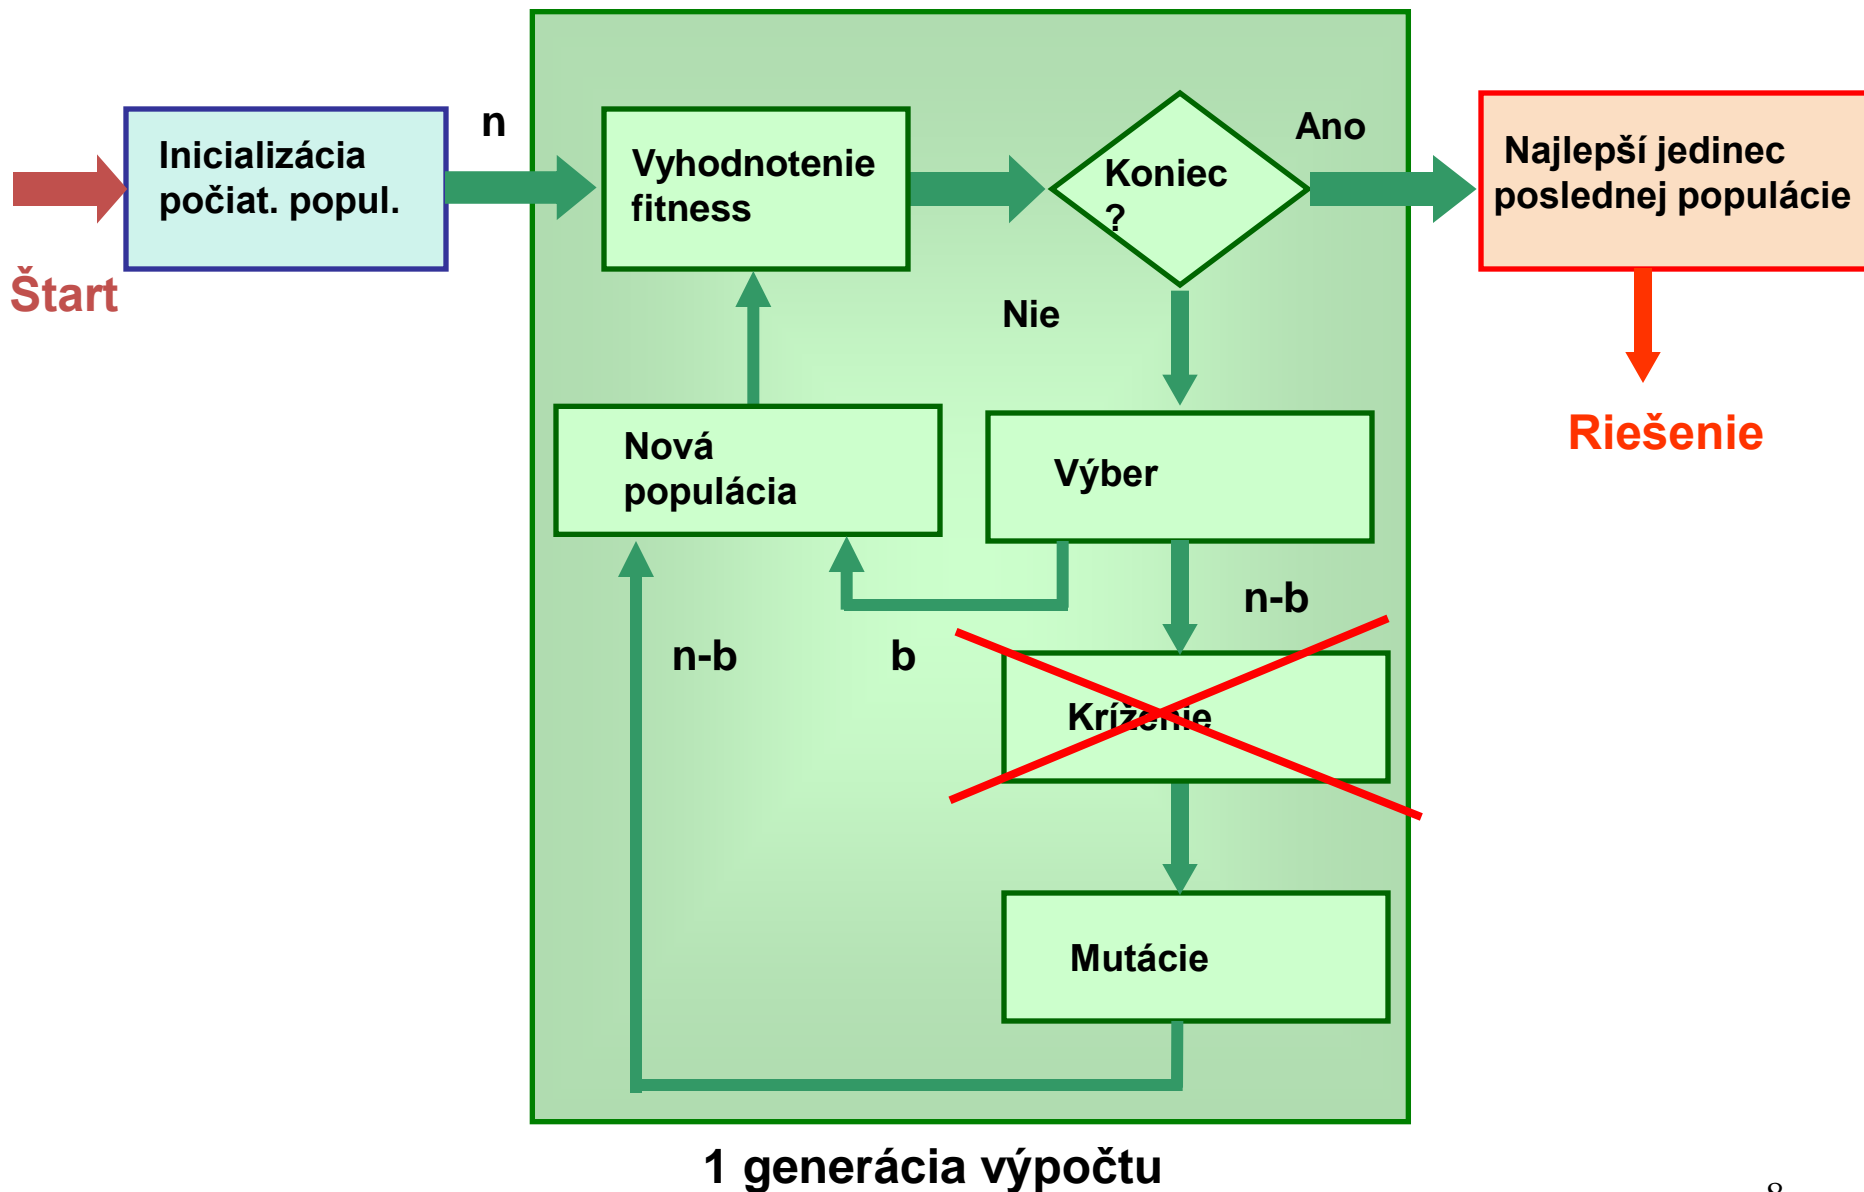 Štart
Inicializácia
počiat. popul.
n
Vyhodnotenie
fitness
Koniec
?
Ano
Najlepší jedinec
poslednej populácie
Riešenie
Nie
Nová
populácia
Výber
n-b
b
n-b
Kríženie
Mutácie
1 generácia výpočtu
8